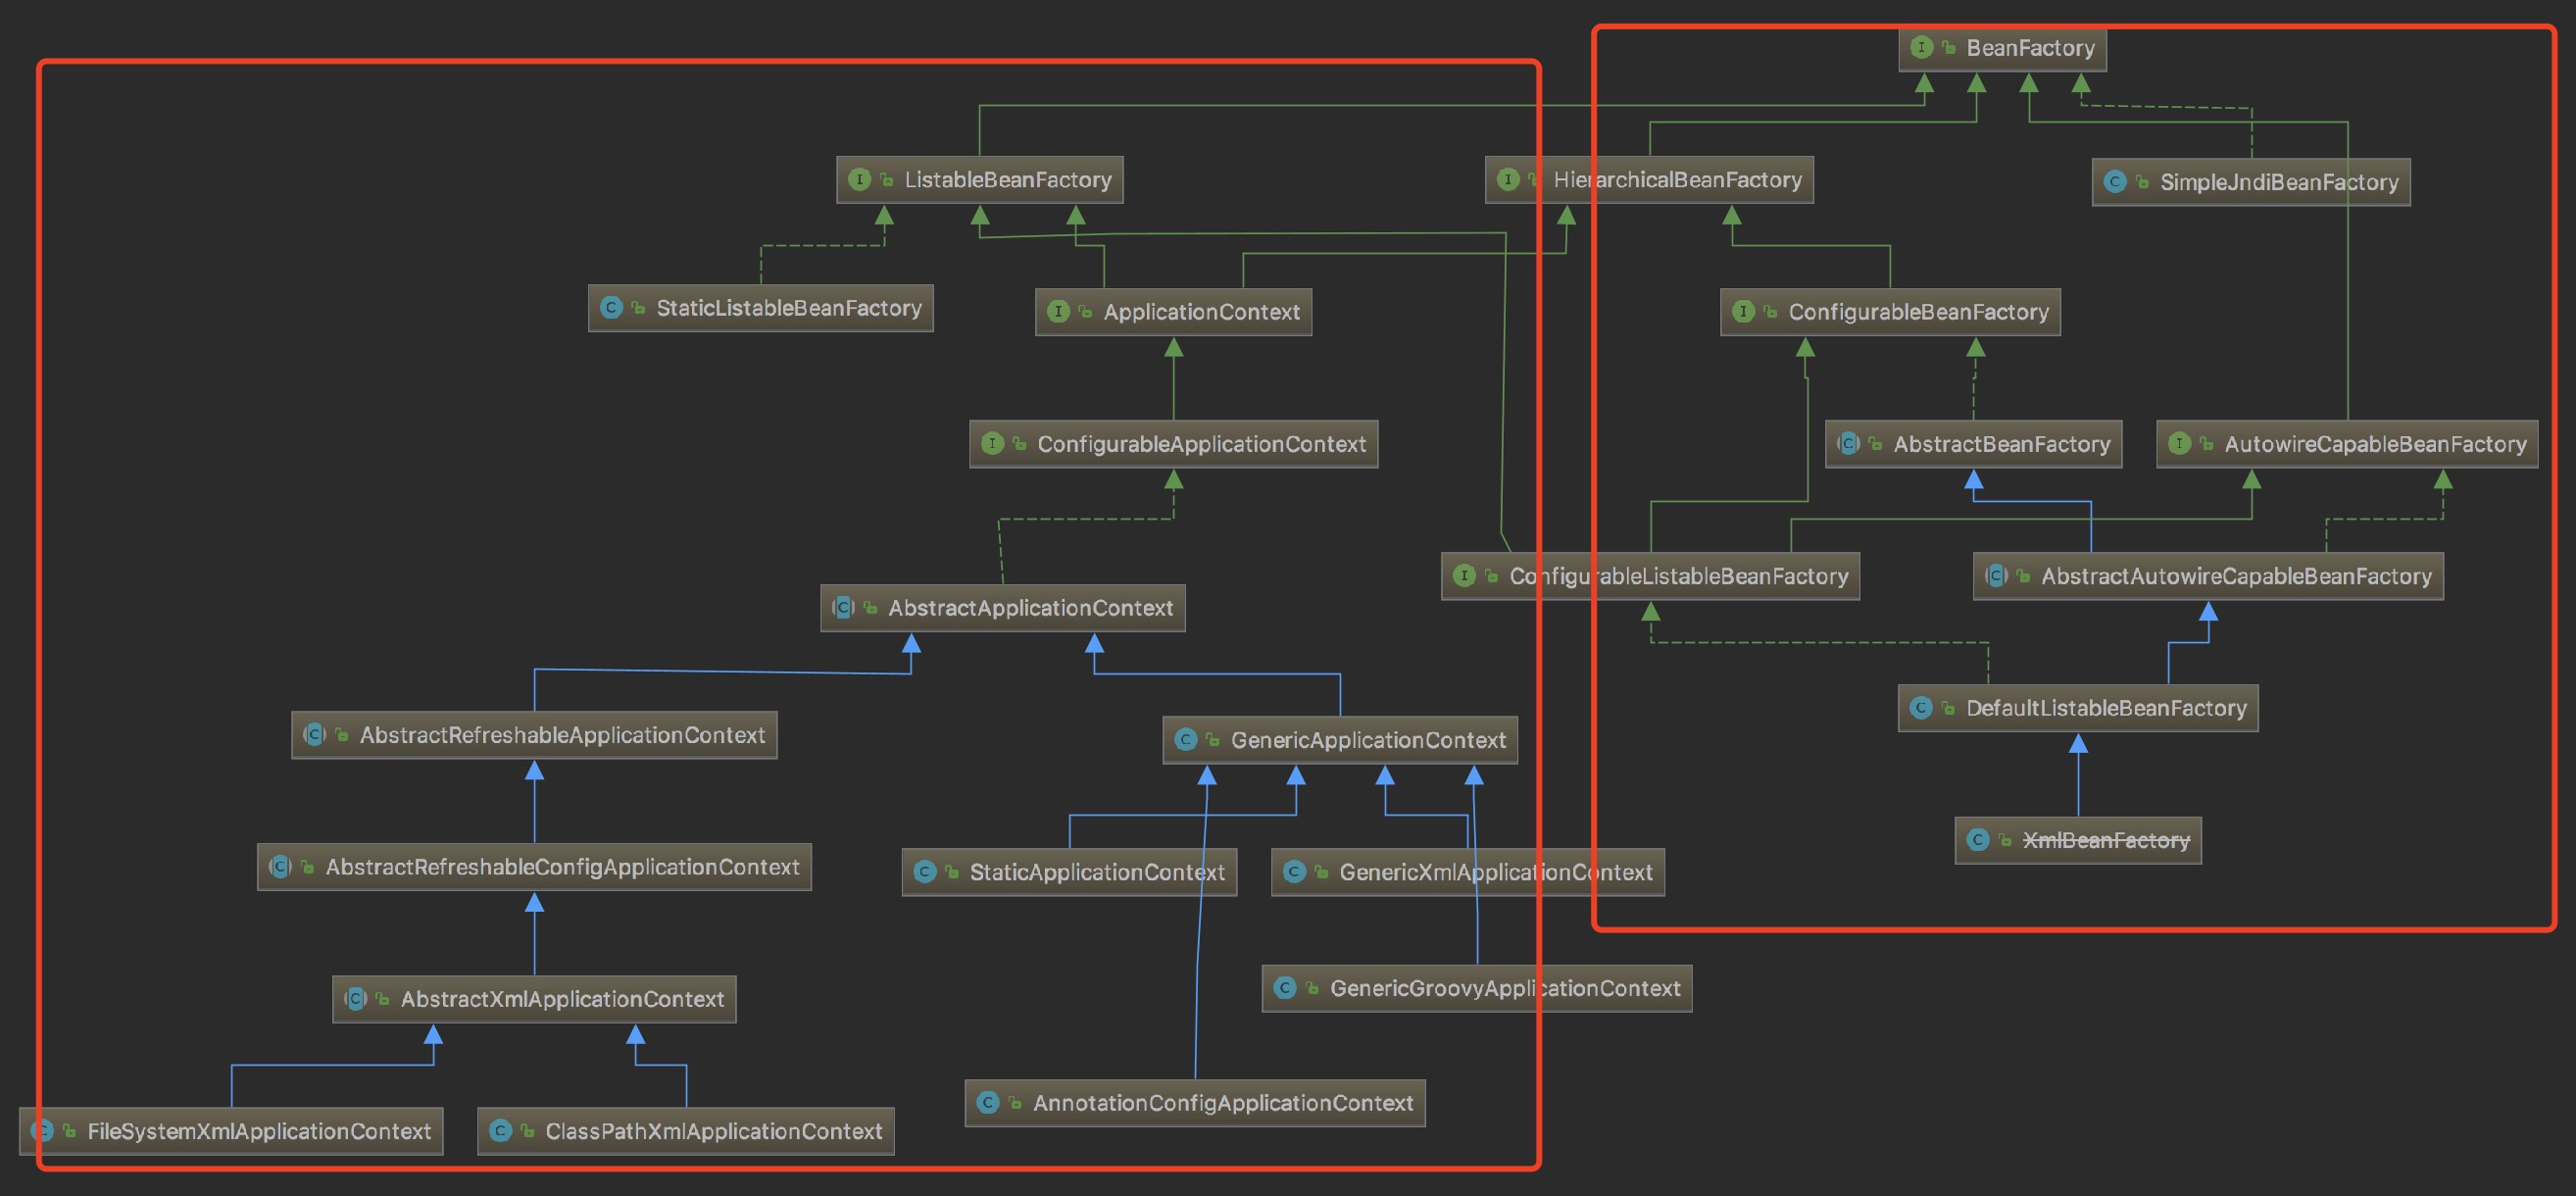 BeanFactory
ListableBeanFactory
HierarchicalBeanFactory
SimpleJndiBeanFactory
StaticListableBeanFactory
ApplicationContext
ConfigurableBeanFactory
ConfigurableApplicationContext
AbstractBeanFactory
AutowireCapableBeanFactory
ConfigurableListableBeanFactory
AbstractAutowireCapableBeanFactory
AbstractApplicationContext
DefaultListableBeanFactory
AbstractRefreshableApplicationContext
GenericApplicationContext
XmlBeanFactory
AbstractRefreshableConfigApplicationContext
StaticApplicationContext
GenericXmlApplicationContext
AbstractXmlApplicationContext
GenericGroovyApplicationContext
AnnotationConfigApplicationContext
FileSystemXmlApplicationContext
ClassPathXmlApplicationContext